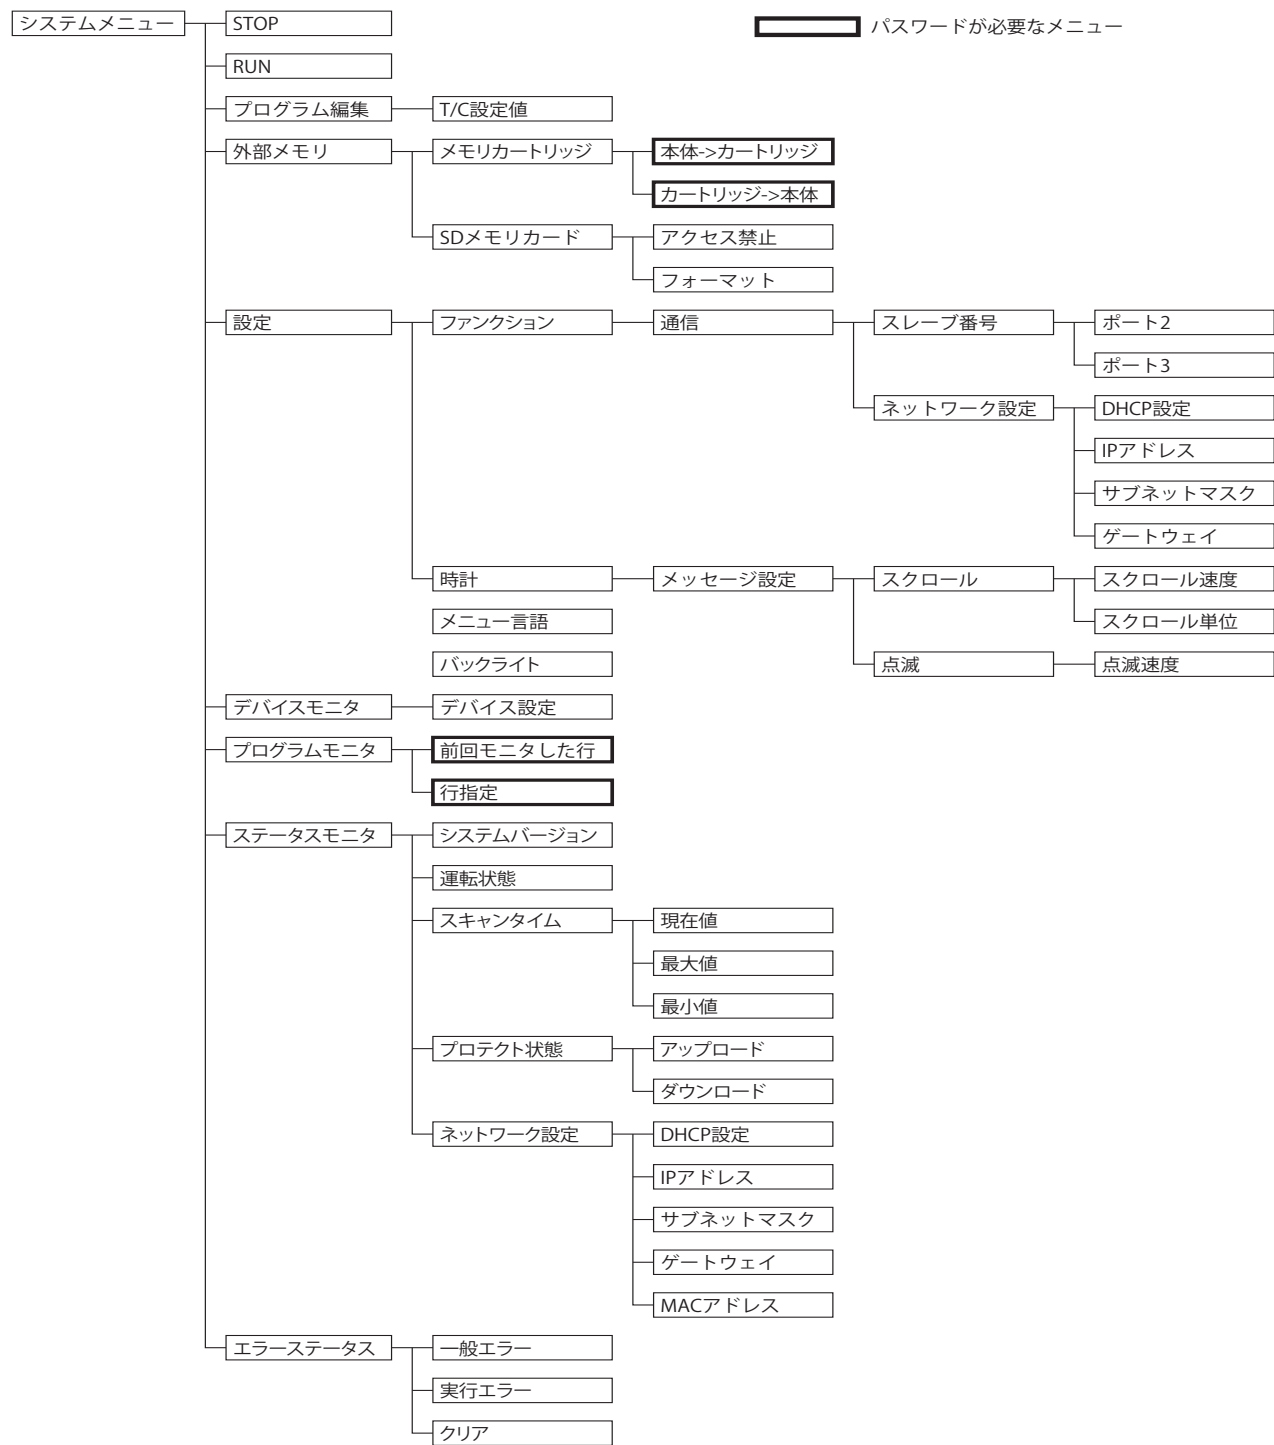 システムメニュー
STOP
パスワードが必要なメニュー
RUN
プログラム編集
T/C設定値
外部メモリ
メモリカートリッジ
本体->カートリッジ
カートリッジ->本体
SDメモリカード
アクセス禁止
フォーマット
設定
ファンクション
通信
スレーブ番号
ポート2
ポート3
ネットワーク設定
DHCP設定
IPアドレス
サブネットマスク
ゲートウェイ
時計
メッセージ設定
スクロール
スクロール速度
メニュー言語
スクロール単位
バックライト
点滅
点滅速度
デバイスモニタ
デバイス設定
プログラムモニタ
前回モニタした行
行指定
ステータスモニタ
システムバージョン
運転状態
スキャンタイム
現在値
最大値
最小値
プロテクト状態
アップロード
ダウンロード
ネットワーク設定
DHCP設定
IPアドレス
サブネットマスク
ゲートウェイ
MACアドレス
エラーステータス
一般エラー
実行エラー
クリア